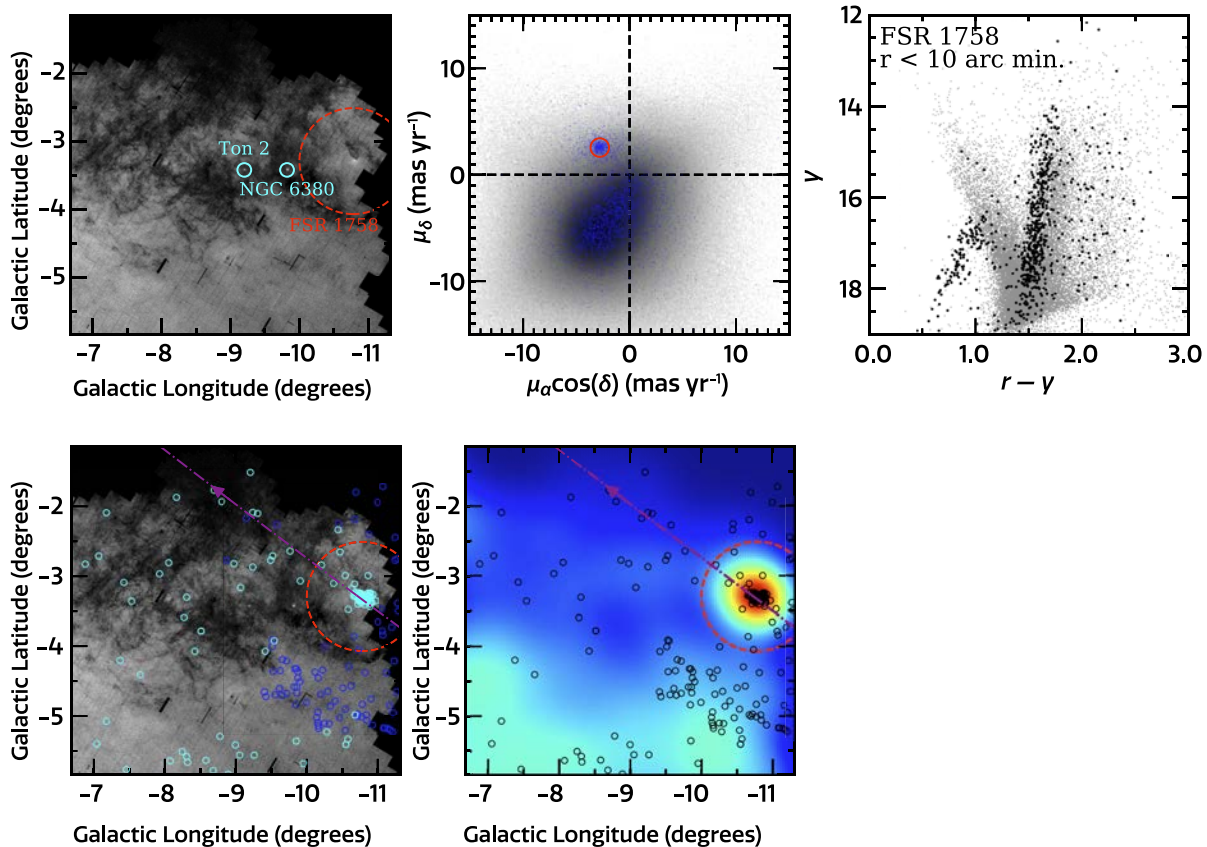 Galactic Latitude (degrees)
−2
−3
−4
−5
Ton 2
NGC 6380
FSR 1758
−7 −8 −9 −10 −11
Galactic Longitude (degrees)
μδ (mas yr⁻¹)
10
0
−10
−10 0 10
μαcos(δ) (mas yr⁻¹)
FSR 1758
r < 10 arc min.
y
12
14
16
18
0.0 1.0 2.0 3.0
r − y
Galactic Latitude (degrees)
−2
−3
−4
−5
−7 −8 −9 −10 −11
Galactic Longitude (degrees)
Galactic Latitude (degrees)
−2
−3
−4
−5
−7 −8 −9 −10 −11
Galactic Longitude (degrees)